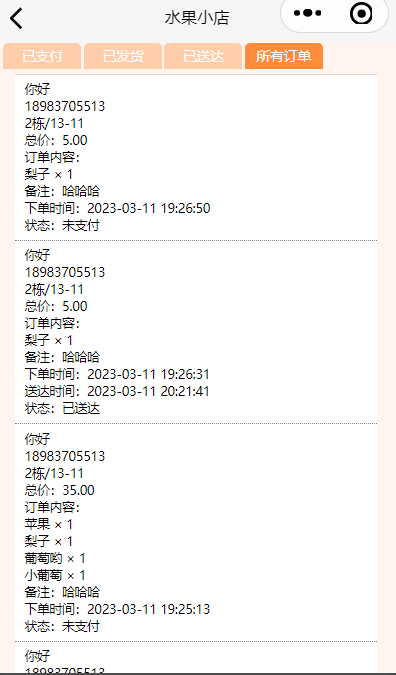 水果小店
已支付 已发货 已送达 所有订单
你好
18983705513
2栋/13-11
总价：5.00
订单内容：
梨子 × 1
备注：哈哈哈
下单时间：2023-03-11 19:26:50
状态：未支付
你好
18983705513
2栋/13-11
总价：5.00
订单内容：
梨子 × 1
备注：哈哈哈
下单时间：2023-03-11 19:26:31
送达时间：2023-03-11 20:21:41
状态：已送达
你好
18983705513
2栋/13-11
总价：35.00
订单内容：
苹果 × 1
梨子 × 1
葡萄哟 × 1
小葡萄 × 1
备注：哈哈哈
下单时间：2023-03-11 19:25:13
状态：未支付
你好
18983705513